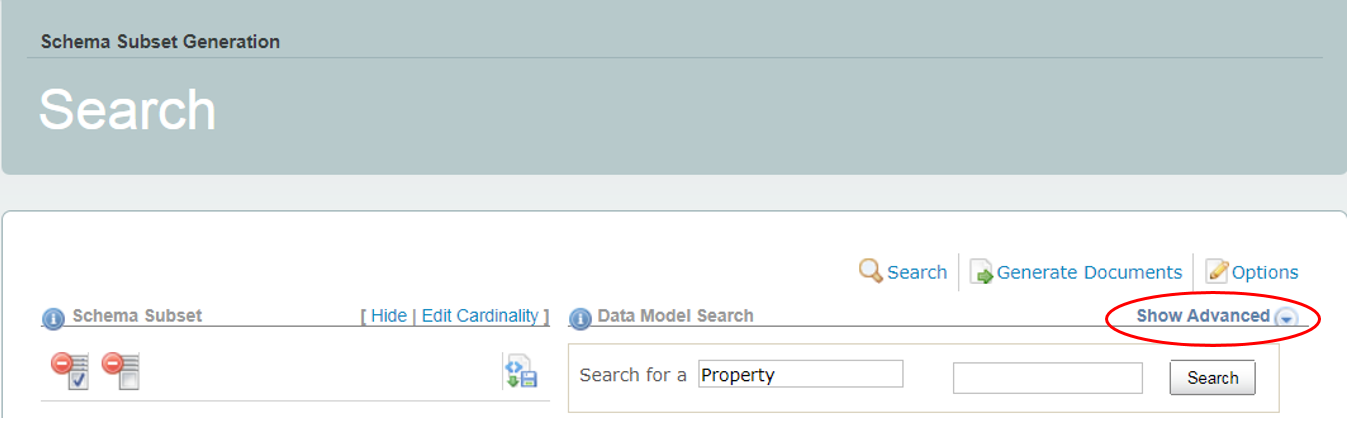 Schema Subset Generation
Search
Search Generate Documents Options
Schema Subset [ Hide | Edit Cardinality ] Data Model Search Show Advanced
Search for a Property Search